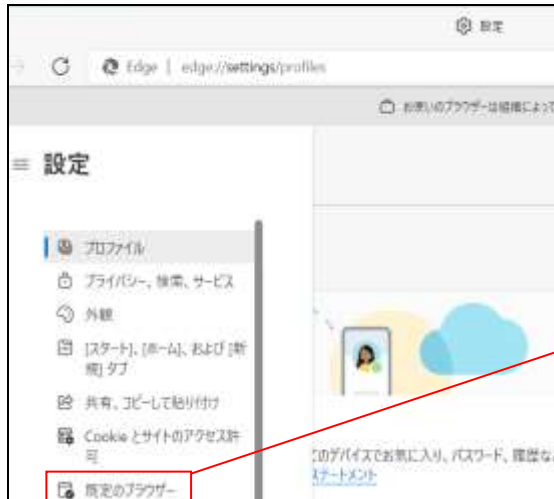 設定
Edge | edge://settings/profiles
お使いのブラウザーは組織によって
設定
プロファイル
プライバシー、検索、サービス
外観
[スタート]、[ホーム]、および [新
規] タブ
共有、コピーして貼り付け
Cookie とサイトのアクセス許
可
既定のブラウザー
このデバイスでお気に入り、パスワード、履歴な
ステートメント